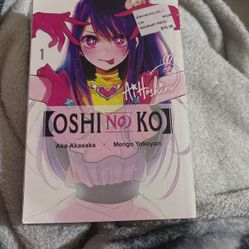 1
Ai Hoshino
【OSHI NO KO】
Aka Akasaka × Mengo Yokoyari